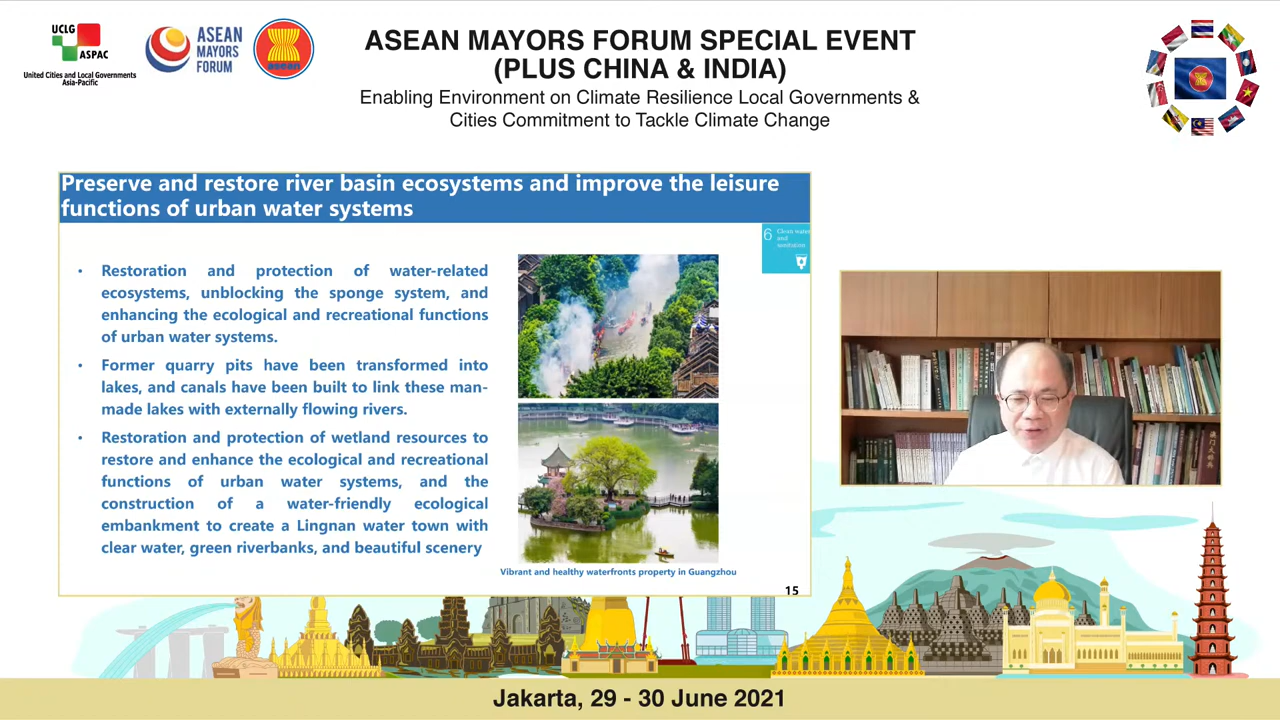 UCLG
ASPAC
United Cities and Local Governments
Asia-Pacific
ASEAN
MAYORS
FORUM
asean
ASEAN MAYORS FORUM SPECIAL EVENT
(PLUS CHINA & INDIA)
Enabling Environment on Climate Resilience Local Governments &
Cities Commitment to Tackle Climate Change
Preserve and restore river basin ecosystems and improve the leisure
functions of urban water systems
6 Clean water
and
sanitation
• Restoration and protection of water-related
ecosystems, unblocking the sponge system, and
enhancing the ecological and recreational functions
of urban water systems.
• Former quarry pits have been transformed into
lakes, and canals have been built to link these man-
made lakes with externally flowing rivers.
• Restoration and protection of wetland resources to
restore and enhance the ecological and recreational
functions of urban water systems, and the
construction of a water-friendly ecological
embankment to create a Lingnan water town with
clear water, green riverbanks, and beautiful scenery
Vibrant and healthy waterfronts property in Guangzhou
15
Jakarta, 29 - 30 June 2021